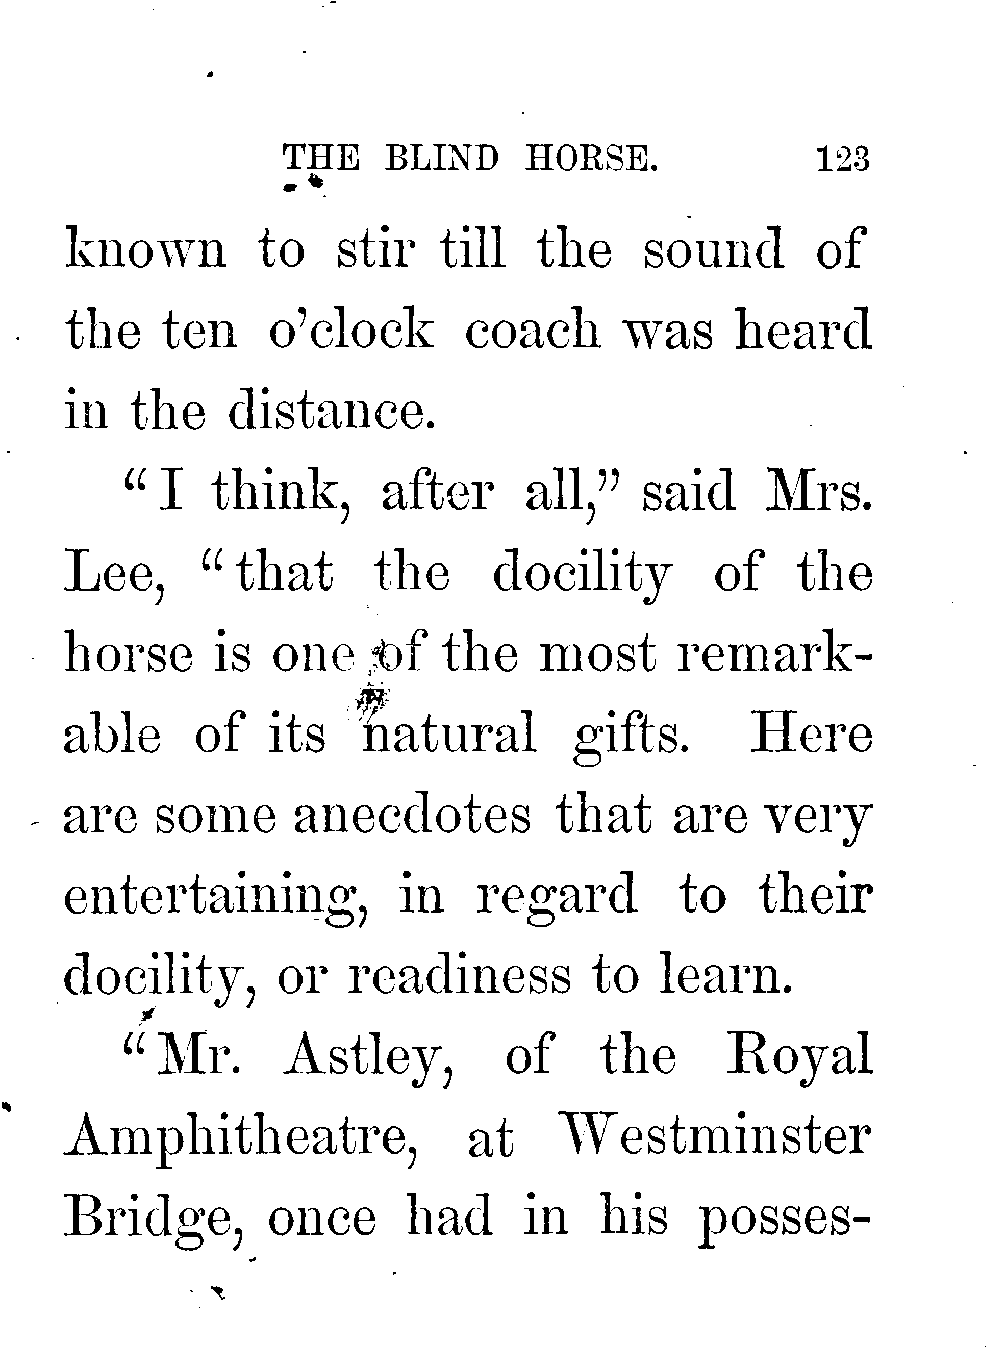 THE BLIND HORSE. 123
known to stir till the sound of
the ten o'clock coach was heard
in the distance.
"I think, after all," said Mrs.
Lee, "that the docility of the
horse is one of the most remark-
able of its natural gifts. Here
are some anecdotes that are very
entertaining, in regard to their
docility, or readiness to learn.
"Mr. Astley, of the Royal
Amphitheatre, at Westminster
Bridge, once had in his posses-